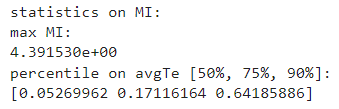 statistics on MI:
max MI:
4.391530e+00
percentile on avgTe [50%, 75%, 90%]:
[0.05269962 0.17116164 0.64185886]